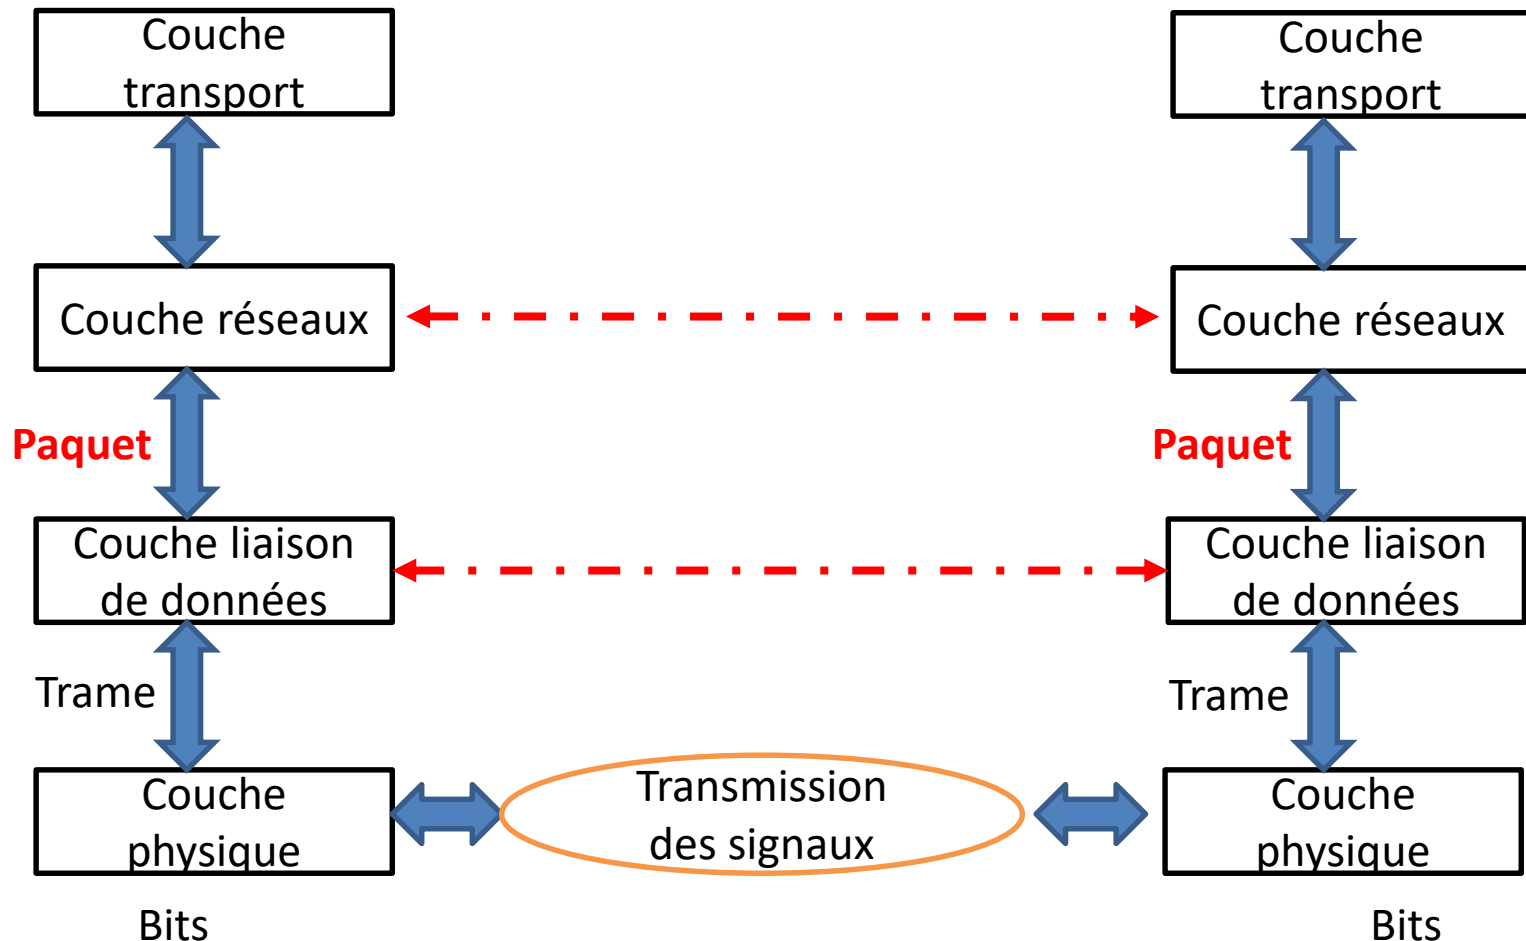 Couche
transport
Couche
transport
Couche réseaux
Couche réseaux
Paquet
Paquet
Couche liaison
de données
Couche liaison
de données
Trame
Trame
Couche
physique
Transmission
des signaux
Couche
physique
Bits
Bits